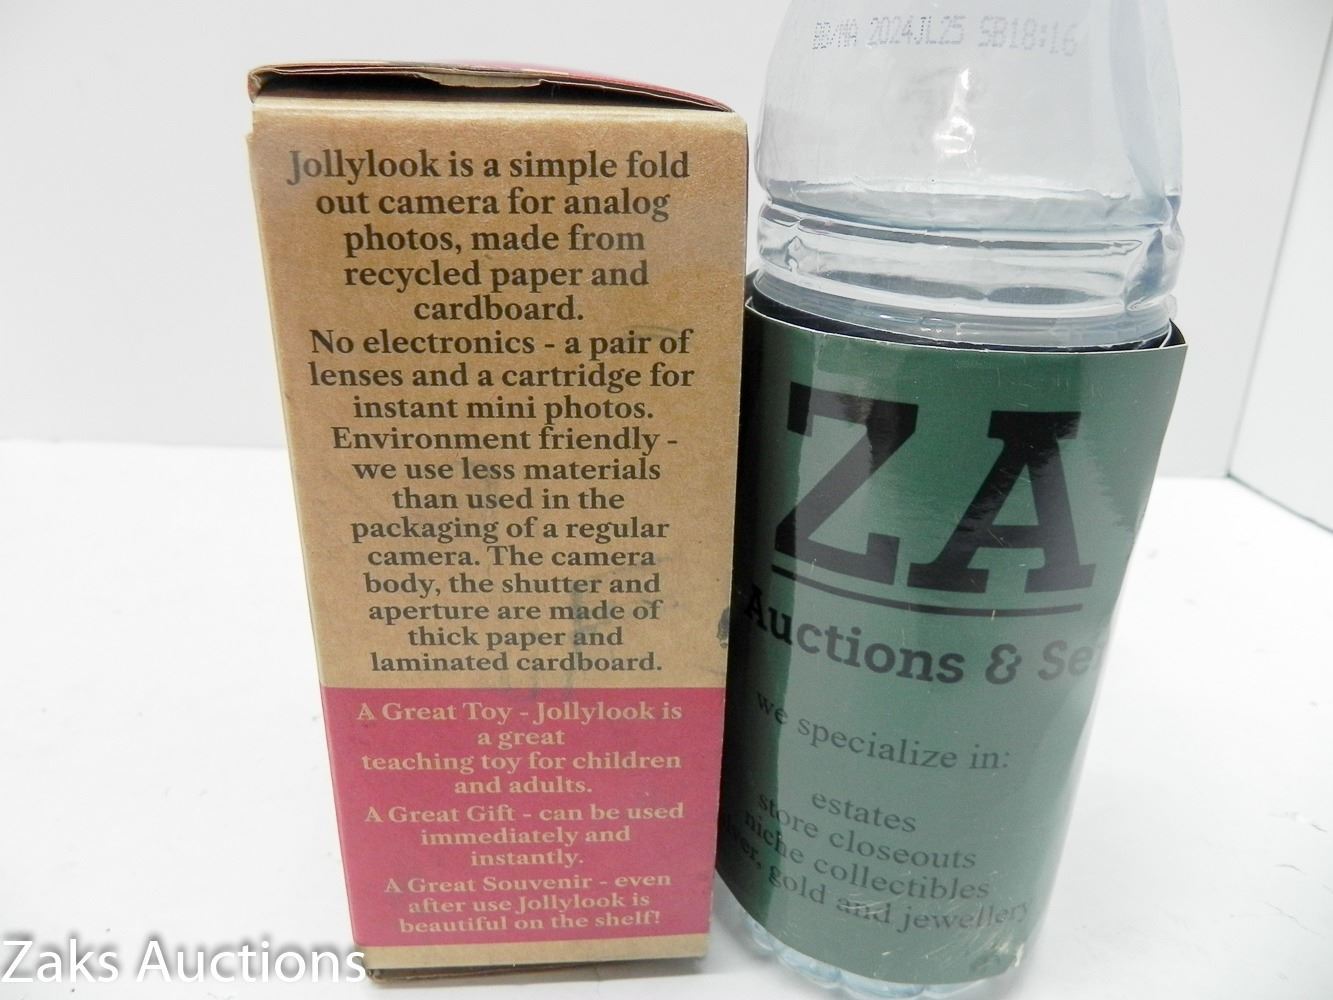 Jollylook is a simple fold
out camera for analog
photos, made from
recycled paper and
cardboard.
No electronics - a pair of
lenses and a cartridge for
instant mini photos.
Environment friendly -
we use less materials
than used in the
packaging of a regular
camera. The camera
body, the shutter and
aperture are made of
thick paper and
laminated cardboard.
A Great Toy - Jollylook is
a great
teaching toy for children
and adults.
A Great Gift - can be used
immediately and
instantly.
A Great Souvenir - even
after use Jollylook is
beautiful on the shelf!
BB/MA 2024JL25 SB18:16
ZA
Auctions &
we specialize in:
estates
store closeouts
niche collectibles
gold and jewellery
Zaks Auctions